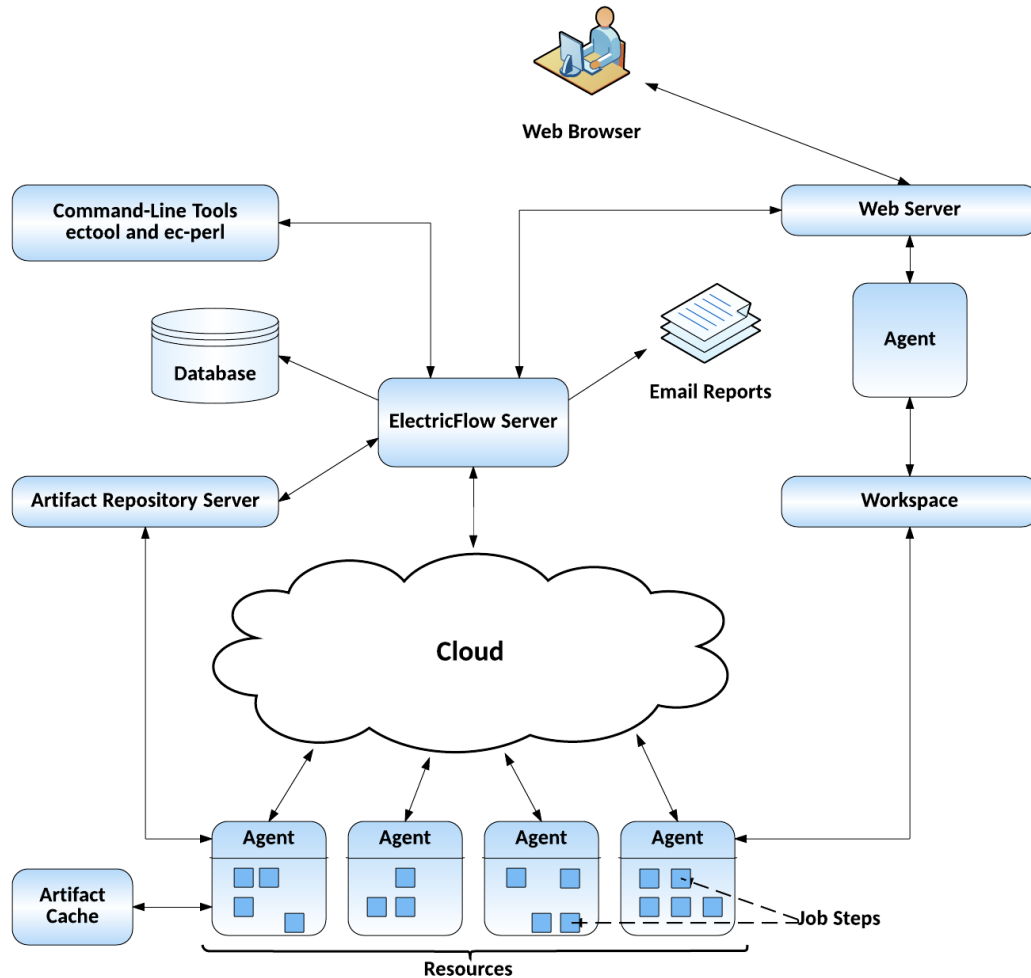 Web Browser
Command-Line Tools
ectool and ec-perl
Web Server
Database
Email Reports
Agent
ElectricFlow Server
Artifact Repository Server
Workspace
Cloud
Agent
Agent
Agent
Agent
Artifact
Cache
Job Steps
Resources